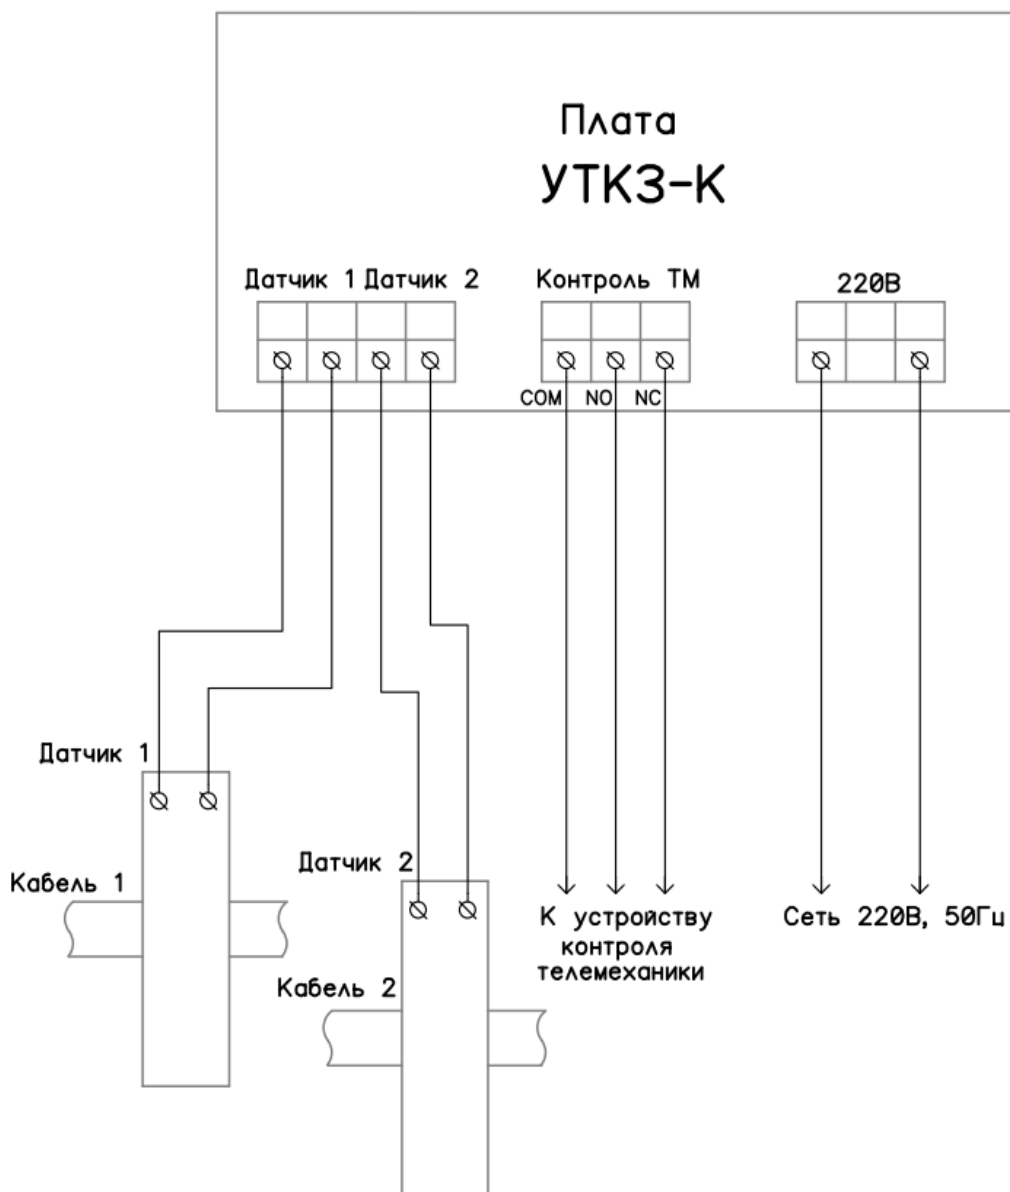 Плата
УТКЗ-К
Датчик 1 Датчик 2
Контроль ТМ
220В
COM NO NC
Датчик 1
Кабель 1
Датчик 2
Кабель 2
К устройству
контроля
телемеханики
Сеть 220В, 50Гц